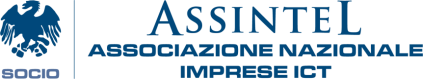 ASSINTEL
ASSOCIAZIONE NAZIONALE
IMPRESE ICT
SOCIO